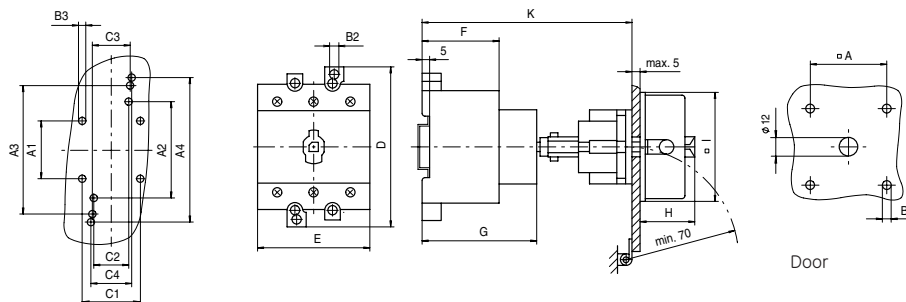 B3
C3
A3
A1
A2
A4
C2
C4
C1
B2
D
E
K
F
5
G
max. 5
□ I
H
min. 70
□ A
ϕ 12
B
Door